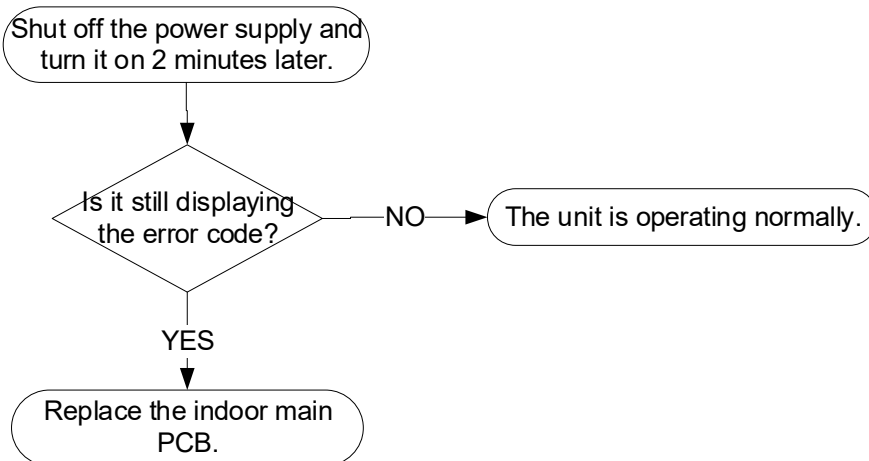 Shut off the power supply and
turn it on 2 minutes later.
Is it still displaying
the error code?
NO
The unit is operating normally.
YES
Replace the indoor main
PCB.